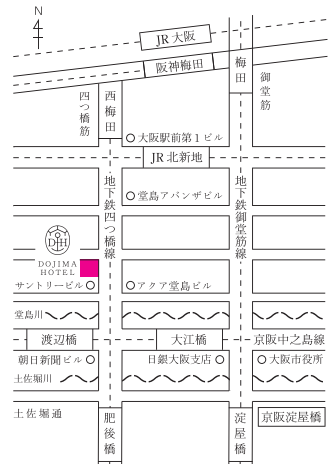 N
JR大阪
阪神梅田
梅田
御堂筋
四つ橋筋
西梅田
大阪駅前第1ビル
JR北新地
地下鉄四つ橋線
地下鉄御堂筋線
堂島アバンザビル
DH
DOJIMA
HOTEL
サントリービル
アクア堂島ビル
堂島川
渡辺橋
大江橋
京阪中之島線
朝日新聞ビル
日銀大阪支店
大阪市役所
土佐堀川
土佐堀通
肥後橋
淀屋橋
京阪淀屋橋